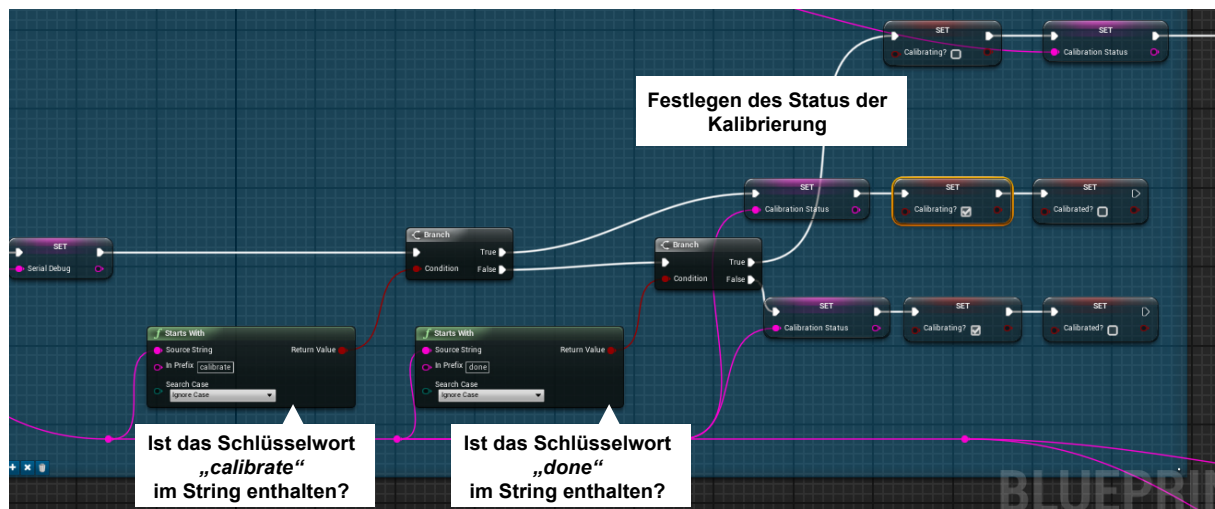 SET
SET
Calibrating?
Calibration Status
Festlegen des Status der
Kalibrierung
SET
SET
SET
Calibration Status
Calibrating?
Calibrated?
Branch
True
Condition
False
Branch
True
Condition
False
SET
Serial Debug
SET
SET
SET
Calibration Status
Calibrating?
Calibrated?
Starts With
Source String
Return Value
In Prefix
calibrate
Search Case
Ignore Case
Starts With
Source String
Return Value
In Prefix
done
Search Case
Ignore Case
Ist das Schlüsselwort
„calibrate“
im String enthalten?
Ist das Schlüsselwort
„done“
im String enthalten?
BLUEPRIN